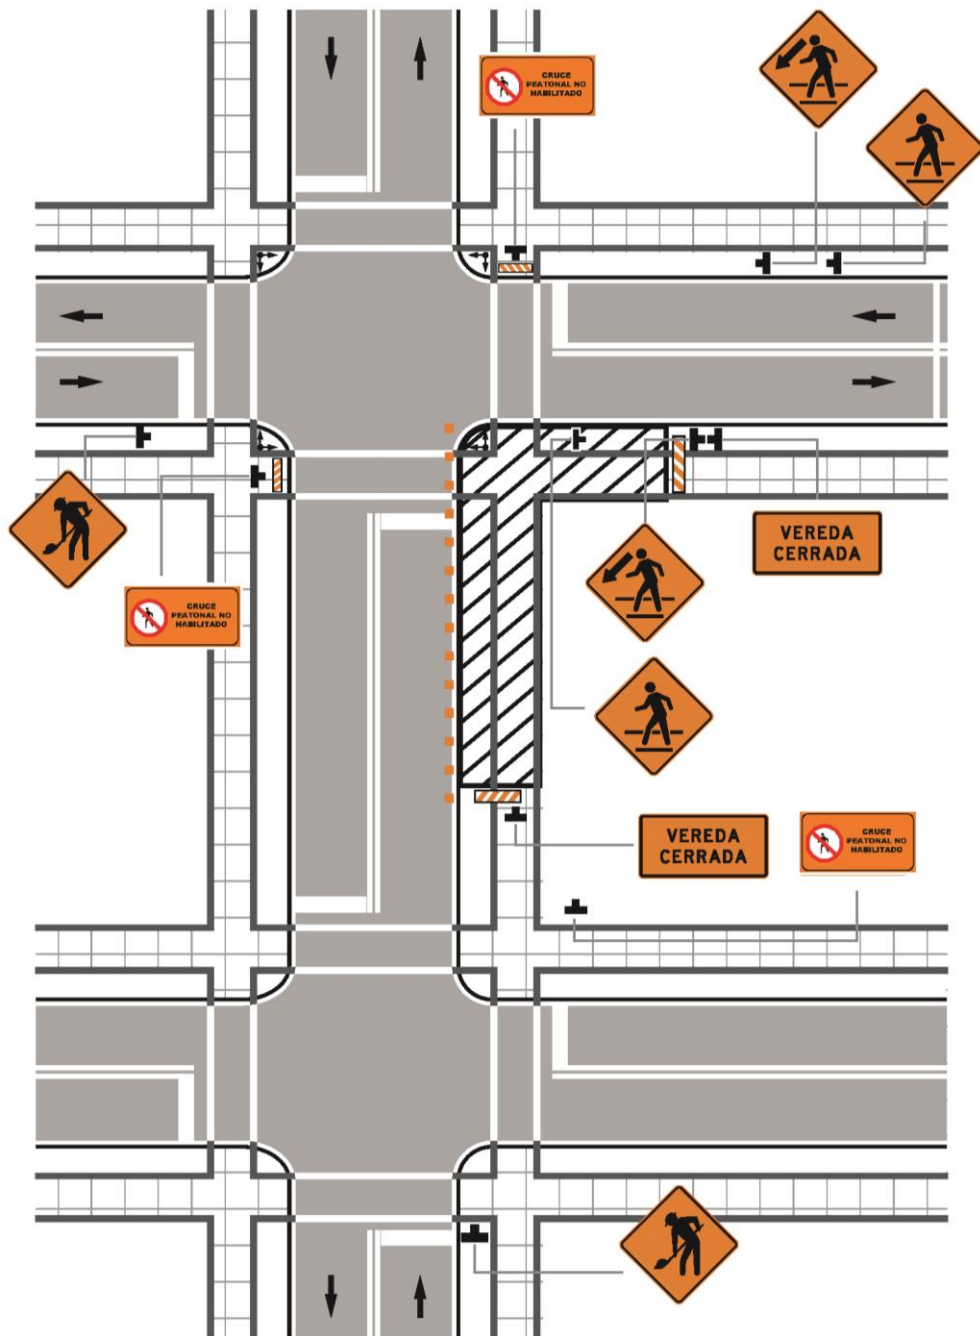 CRUCE
PEATONAL NO
HABILITADO
VEREDA
CERRADA
CRUCE
PEATONAL NO
HABILITADO
VEREDA
CERRADA
CRUCE
PEATONAL NO
HABILITADO